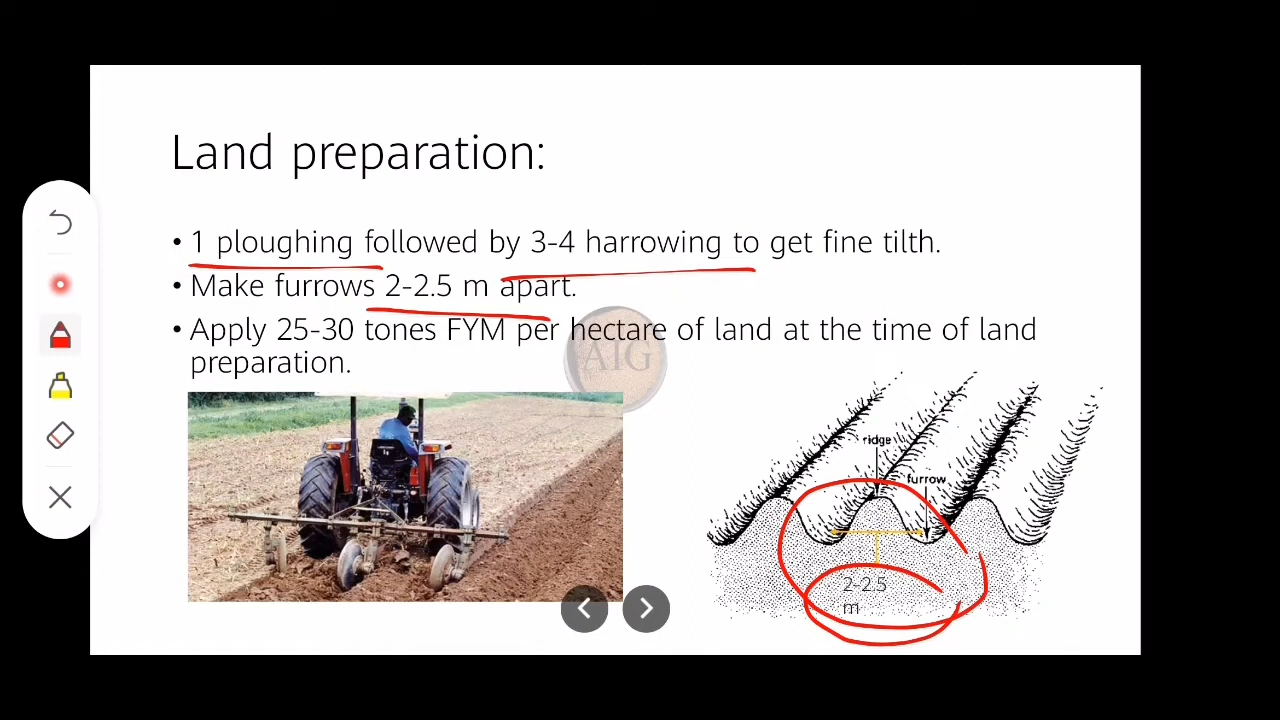 Land preparation:
• 1 ploughing followed by 3-4 harrowing to get fine tilth.
• Make furrows 2-2.5 m apart.
• Apply 25-30 tones FYM per hectare of land at the time of land
preparation.
AIG
ridge
furrow
2-2.5
m